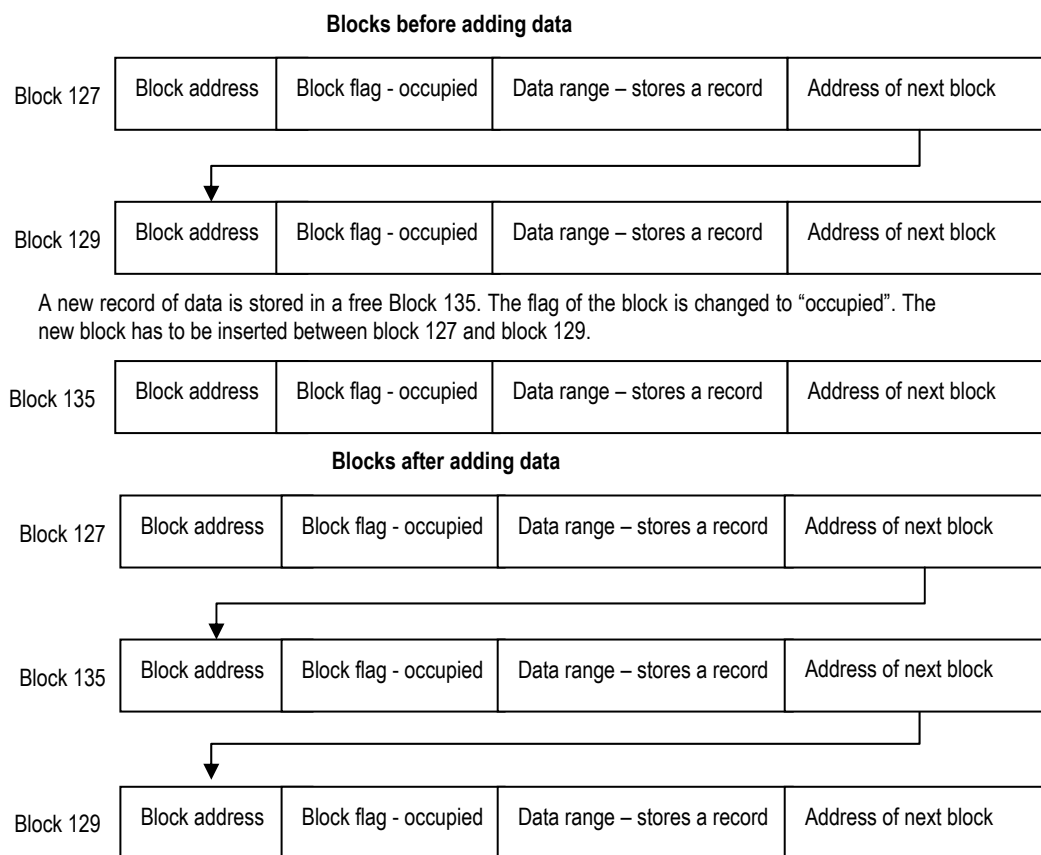 Blocks before adding data
Block 127 Block address Block flag - occupied Data range – stores a record Address of next block
Block 129 Block address Block flag - occupied Data range – stores a record Address of next block
A new record of data is stored in a free Block 135. The flag of the block is changed to “occupied”. The
new block has to be inserted between block 127 and block 129.
Block 135 Block address Block flag - occupied Data range – stores a record Address of next block
Blocks after adding data
Block 127 Block address Block flag - occupied Data range – stores a record Address of next block
Block 135 Block address Block flag - occupied Data range – stores a record Address of next block
Block 129 Block address Block flag - occupied Data range – stores a record Address of next block